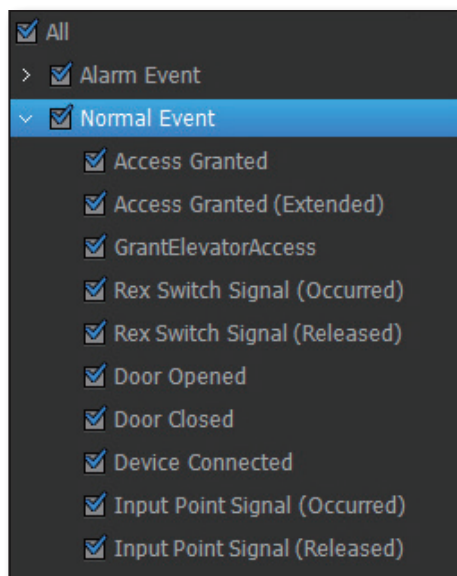 All
Alarm Event
Normal Event
Access Granted
Access Granted (Extended)
GrantElevatorAccess
Rex Switch Signal (Occurred)
Rex Switch Signal (Released)
Door Opened
Door Closed
Device Connected
Input Point Signal (Occurred)
Input Point Signal (Released)